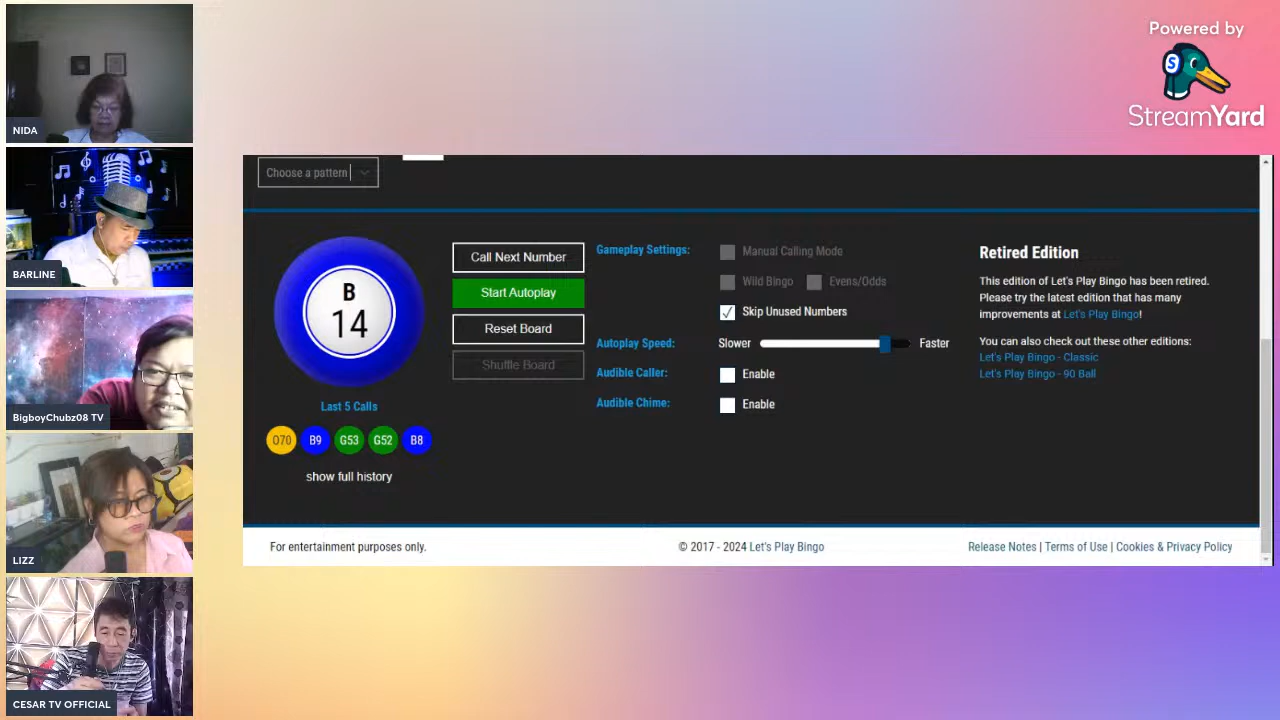 NIDA
BARLINE
BigboyChubz08 TV
LIZZ
CESAR TV OFFICIAL
Powered by
S
StreamYard
Choose a pattern
B
14
Last 5 Calls
O70 B9 G53 G52 B8
show full history
Call Next Number
Start Autoplay
Reset Board
Shuffle Board
Gameplay Settings:
Manual Calling Mode
Wild Bingo Evens/Odds
Skip Unused Numbers
Autoplay Speed: Slower Faster
Audible Caller: Enable
Audible Chime: Enable
Retired Edition
This edition of Let's Play Bingo has been retired.
Please try the latest edition that has many
improvements at Let's Play Bingo!
You can also check out these other editions:
Let's Play Bingo - Classic
Let's Play Bingo - 90 Ball
For entertainment purposes only.
© 2017 - 2024 Let's Play Bingo
Release Notes | Terms of Use | Cookies & Privacy Policy